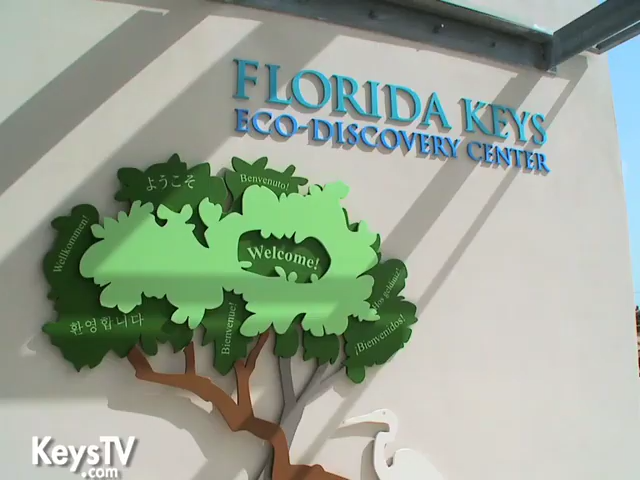 FLORIDA KEYS
ECO-DISCOVERY CENTER
ようこそ
Benvenuto!
Wellkommen!
Welcome!
환영합니다
Bienvenue!
¡Bienvenidos!
KeysTV
.com